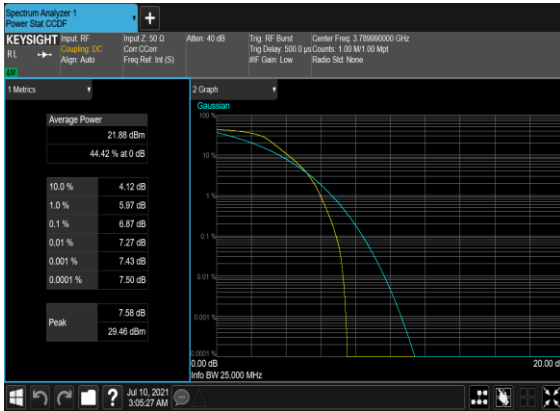 Spectrum Analyzer 1
Power Stat CCDF
KEYSIGHT Input: RF Input Z: 50 Ω Atten: 40 dB Trig: RF Burst Center Freq: 3.789990000 GHz
RL Coupling: DC Corr CCorr Trig Delay: 500.0 µs Counts: 1.00 M/1.00 Mpt
Align: Auto Freq Ref: Int (S) #IF Gain: Low Radio Std: None
1 Metrics
2 Graph
Average Power
21.88 dBm
44.42 % at 0 dB
10.0 % 4.12 dB
1.0 % 5.97 dB
0.1 % 6.87 dB
0.01 % 7.27 dB
0.001 % 7.43 dB
0.0001 % 7.50 dB
Peak 7.58 dB
29.46 dBm
Gaussian
100 %
10 %
1 %
0.1 %
0.01 %
0.001 %
0.0001 %
0.00 dB 20.00 d
Info BW 25.000 MHz
? Jul 10, 2021
3:05:27 AM